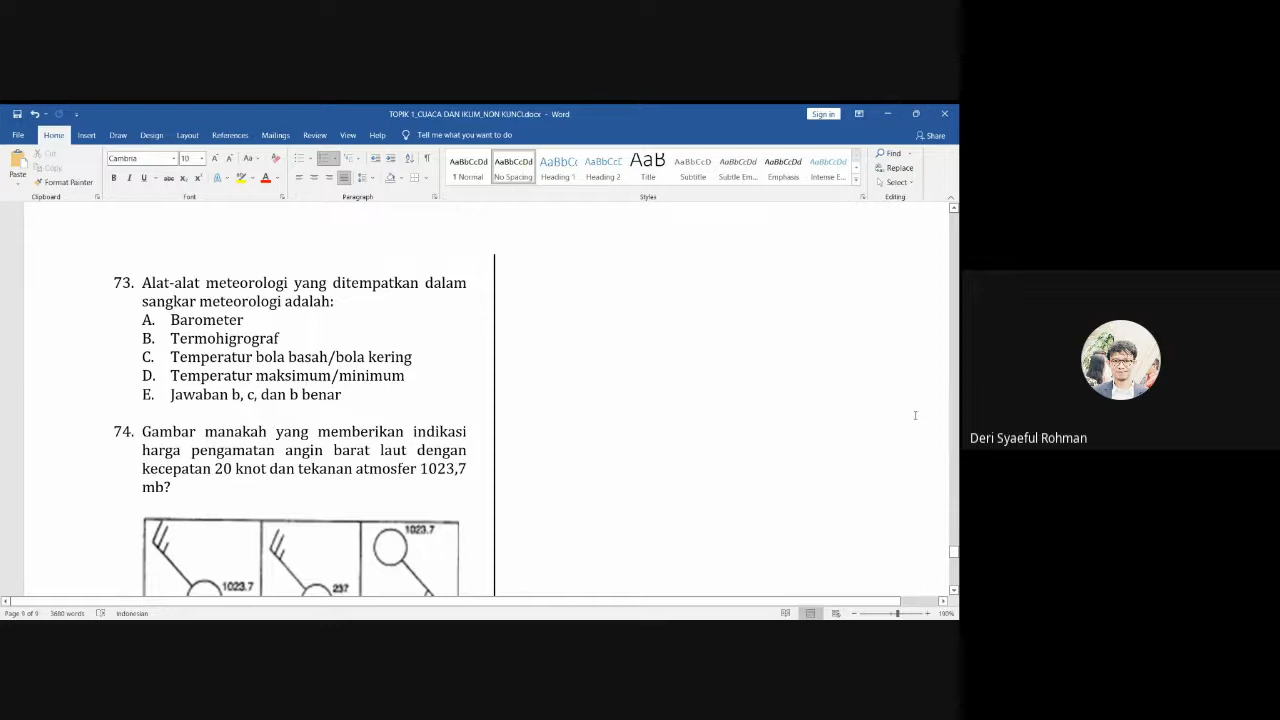 TOPIK 1_CUACA DAN IKLIM_NON KUNCI.docx - Word
Sign in
File Home Insert Draw Design Layout References Mailings Review View Help Tell me what you want to do
Share
Paste
Cut
Copy
Format Painter
Clipboard
Cambria 10
Font
Paragraph
AaBbCcDd AaBbCcDd AaBbCc AaBbCcD AaB AaBbCcD AaBbCcDd AaBbCcDd AaBbCcDd
1 Normal No Spacing Heading 1 Heading 2 Title Subtitle Subtle Em... Emphasis Intense E...
Styles
Find
Replace
Select
Editing
73. Alat-alat meteorologi yang ditempatkan dalam
sangkar meteorologi adalah:
A. Barometer
B. Termohigrograf
C. Temperatur bola basah/bola kering
D. Temperatur maksimum/minimum
E. Jawaban b, c, dan b benar
74. Gambar manakah yang memberikan indikasi
harga pengamatan angin barat laut dengan
kecepatan 20 knot dan tekanan atmosfer 1023,7
mb?
1023.7
1023.7 237
Page 9 of 9 3680 words Indonesian
190%
Deri Syaeful Rohman